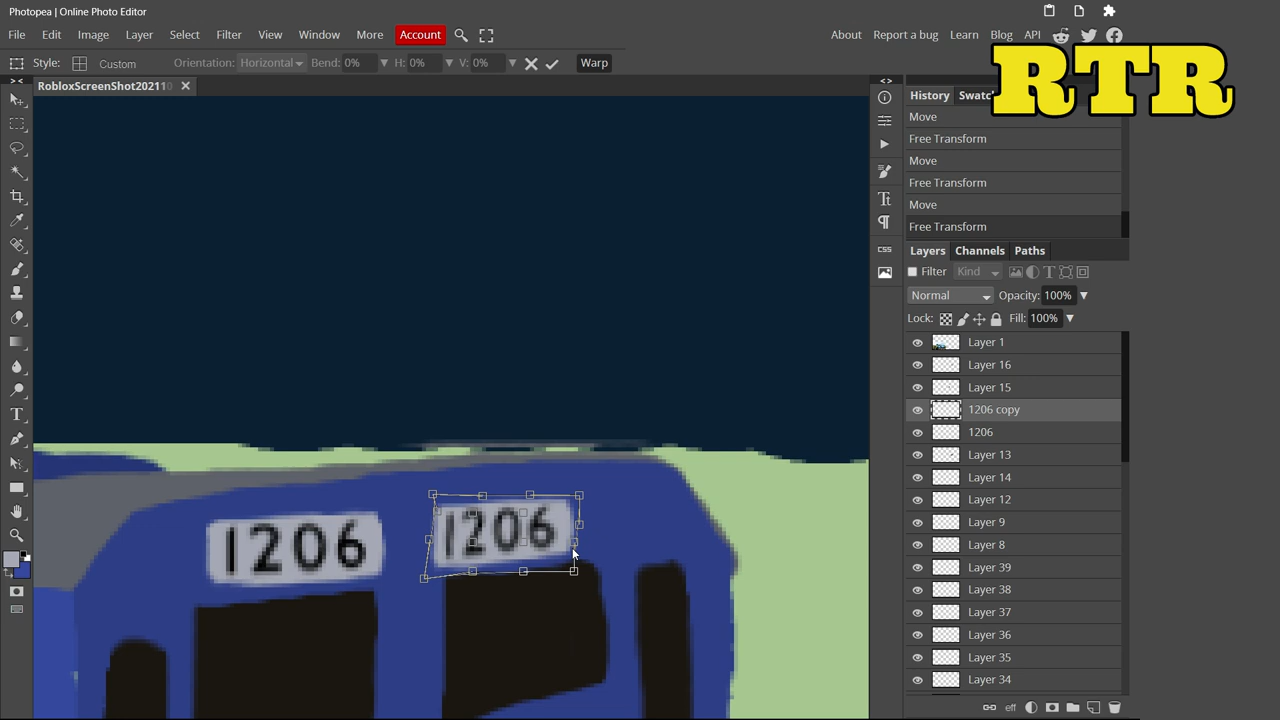 Photopea | Online Photo Editor
File Edit Image Layer Select Filter View Window More Account About Report a bug Learn Blog API
Style: Custom Orientation: Horizontal Bend: 0% H: 0% V: 0% Warp
RobloxScreenShot202110
RTR
History Swatc
Move
Free Transform
Move
Free Transform
Move
Free Transform
Layers Channels Paths
Filter Kind
Normal Opacity: 100%
Lock: Fill: 100%
Layer 1
Layer 16
Layer 15
1206 copy
1206
Layer 13
Layer 14
Layer 12
Layer 9
Layer 8
Layer 39
Layer 38
Layer 37
Layer 36
Layer 35
Layer 34
eff
CSS
1206 1206